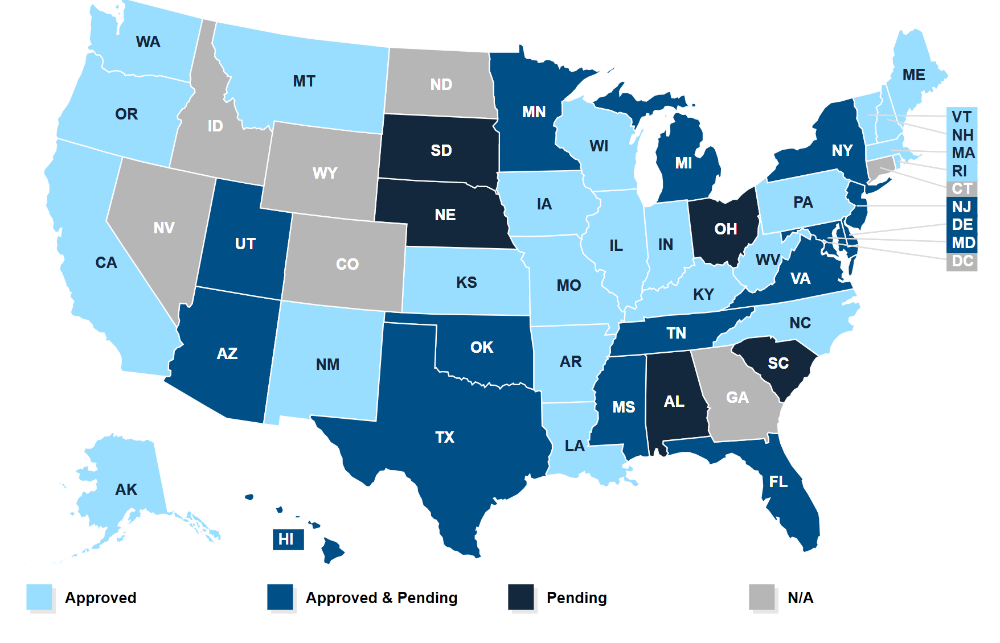 WA
MT
ND
MN
ME
OR
ID
SD
WI
MI
NY
VT
NH
MA
RI
CT
NJ
DE
MD
DC
WY
NE
IA
PA
NV
UT
CO
CA
KS
MO
IL
IN
OH
WV
VA
KY
NC
TN
AZ
NM
OK
AR
SC
MS
AL
GA
TX
LA
FL
AK
HI
Approved
Approved & Pending
Pending
N/A